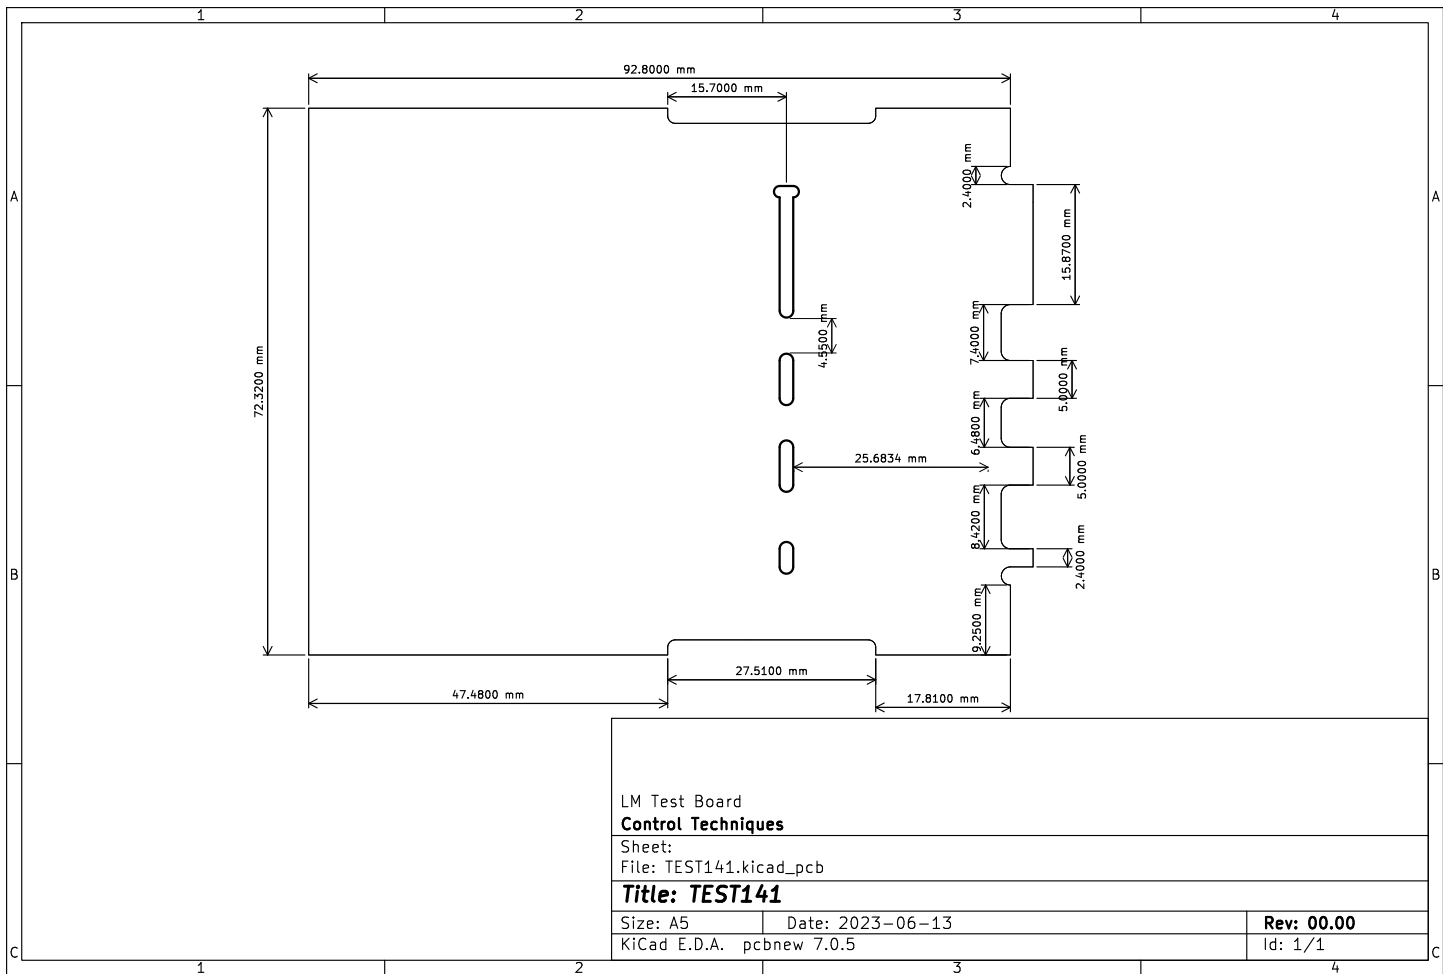 1 2 3 4
92.8000 mm
15.7000 mm
2.4000 mm
A A
15.8700 mm
72.3200 mm
4.5500 mm
7.4000 mm
5.0000 mm
6.4800 mm
25.6834 mm
5.0000 mm
8.4200 mm
2.4000 mm
B B
9.2500 mm
27.5100 mm
47.4800 mm
17.8100 mm
LM Test Board
Control Techniques
Sheet:
File: TEST141.kicad_pcb
Title: TEST141
Size: A5 Date: 2023-06-13 Rev: 00.00
KiCad E.D.A. pcbnew 7.0.5 Id: 1/1
C C
1 2 3 4